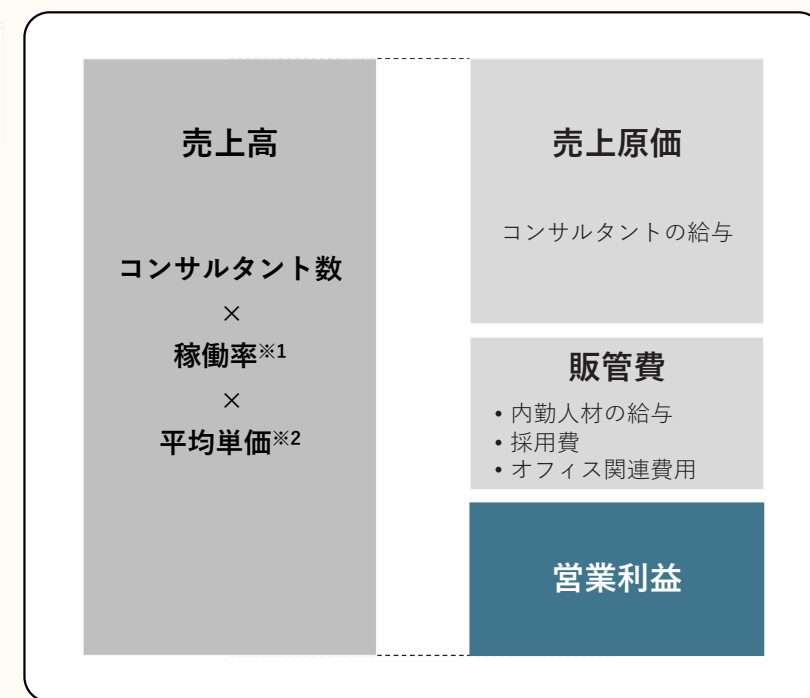 売上高
コンサルタント数
×
稼働率※1
×
平均単価※2
売上原価
コンサルタントの給与
販管費
• 内勤人材の給与
• 採用費
• オフィス関連費用
営業利益